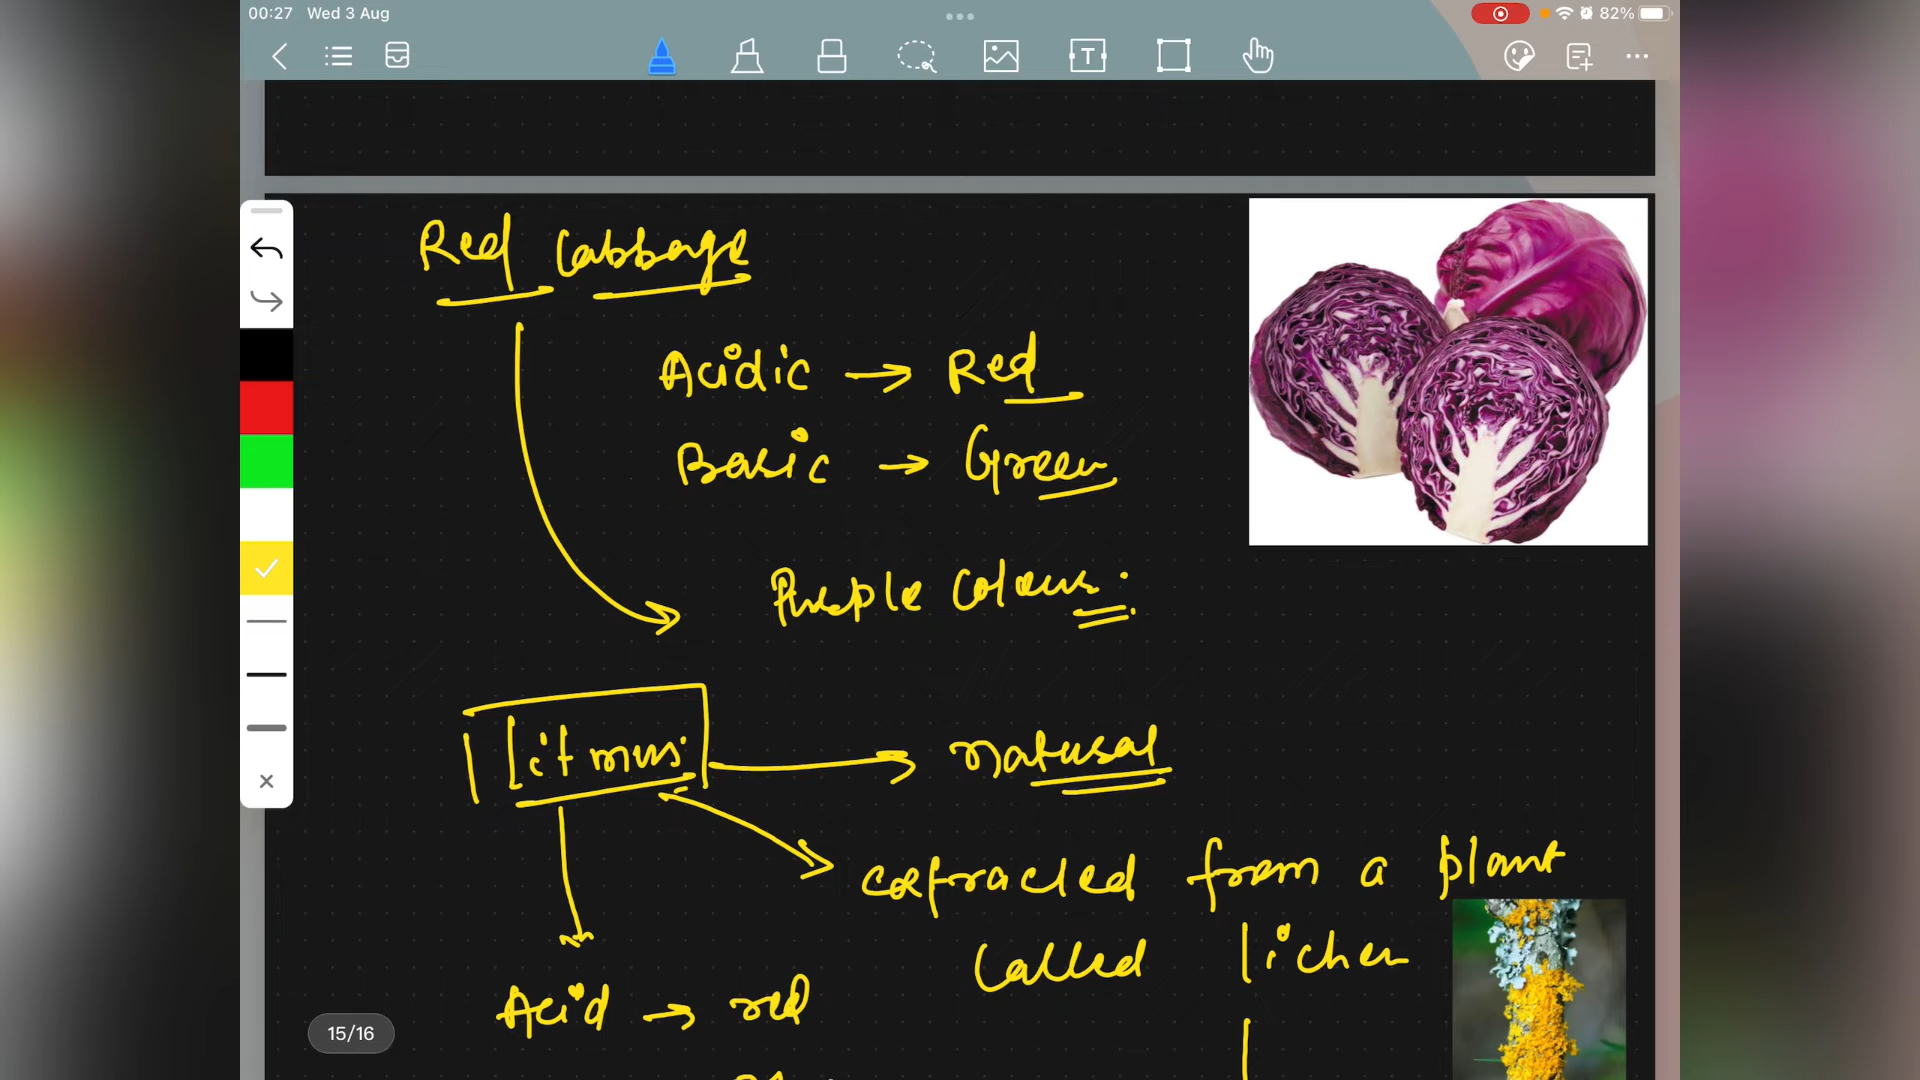 00:27 Wed 3 Aug
82%
T
Red Cabbage
Acidic → Red
Basic → Green
Purple Colour.
Litmus → natural
extracted from a plant
called lichen
Acid → red
15/16